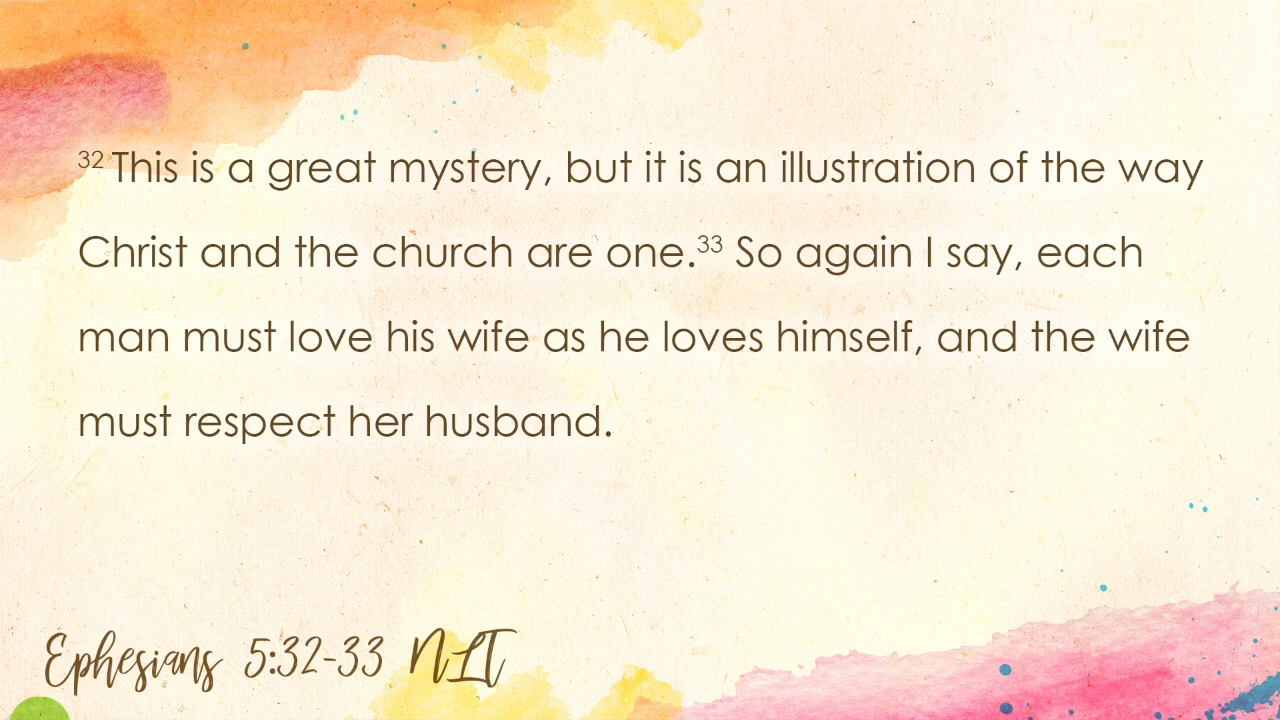 32 This is a great mystery, but it is an illustration of the way
Christ and the church are one.33 So again I say, each
man must love his wife as he loves himself, and the wife
must respect her husband.
Ephesians 5:32-33 NLT